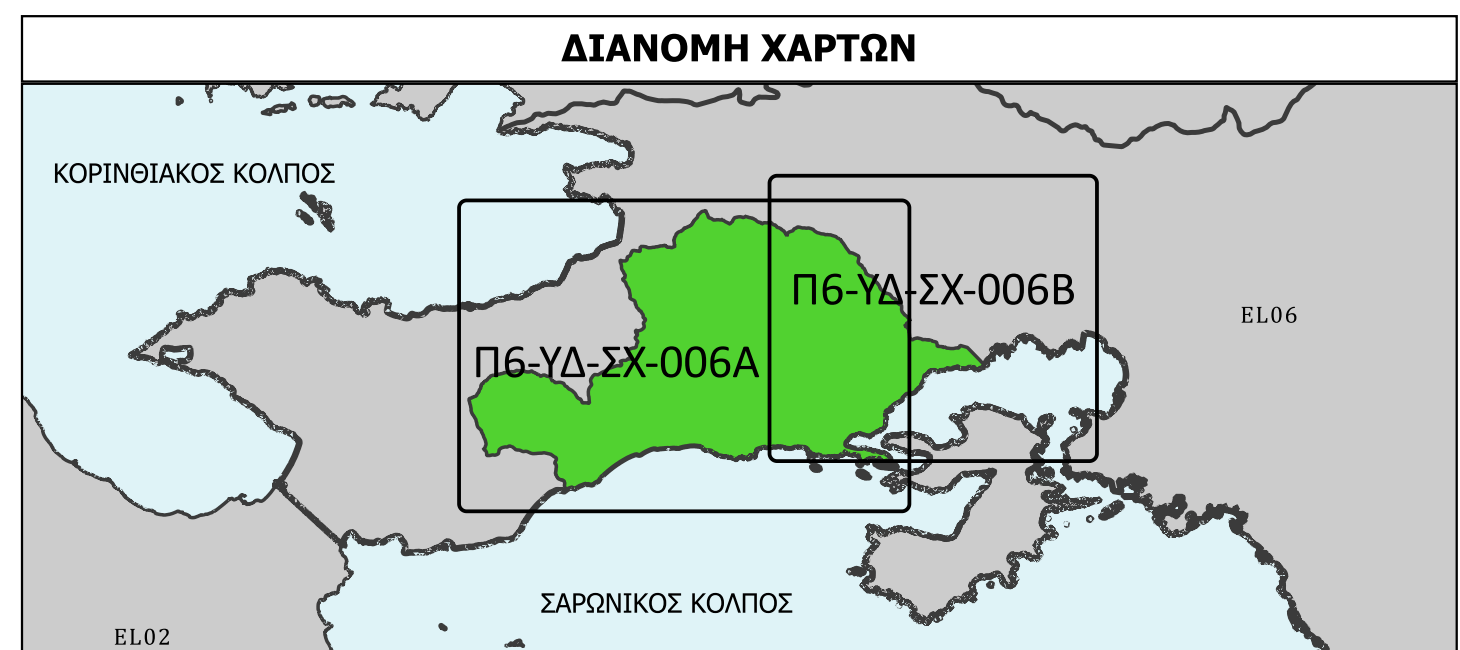 ΔΙΑΝΟΜΗ ΧΑΡΤΩΝ
ΚΟΡΙΝΘΙΑΚΟΣ ΚΟΛΠΟΣ
Π6-ΥΔ-ΣΧ-006Β
EL06
Π6-ΥΔ-ΣΧ-006Α
ΣΑΡΩΝΙΚΟΣ ΚΟΛΠΟΣ
EL02